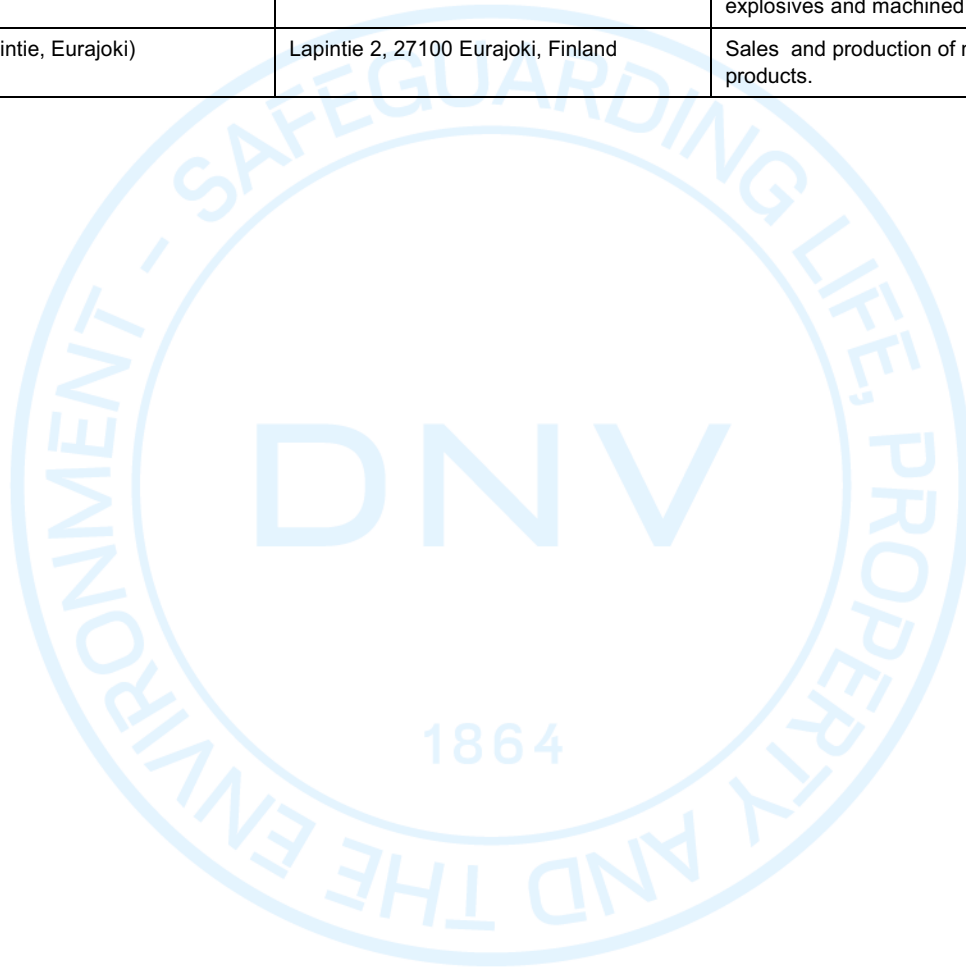 explosives and machined
intie, Eurajoki)
Lapintie 2, 27100 Eurajoki, Finland
Sales and production of
products.
SAFEGUARDING LIFE, PROPERTY AND THE ENVIRONMENT -
DNV
1864